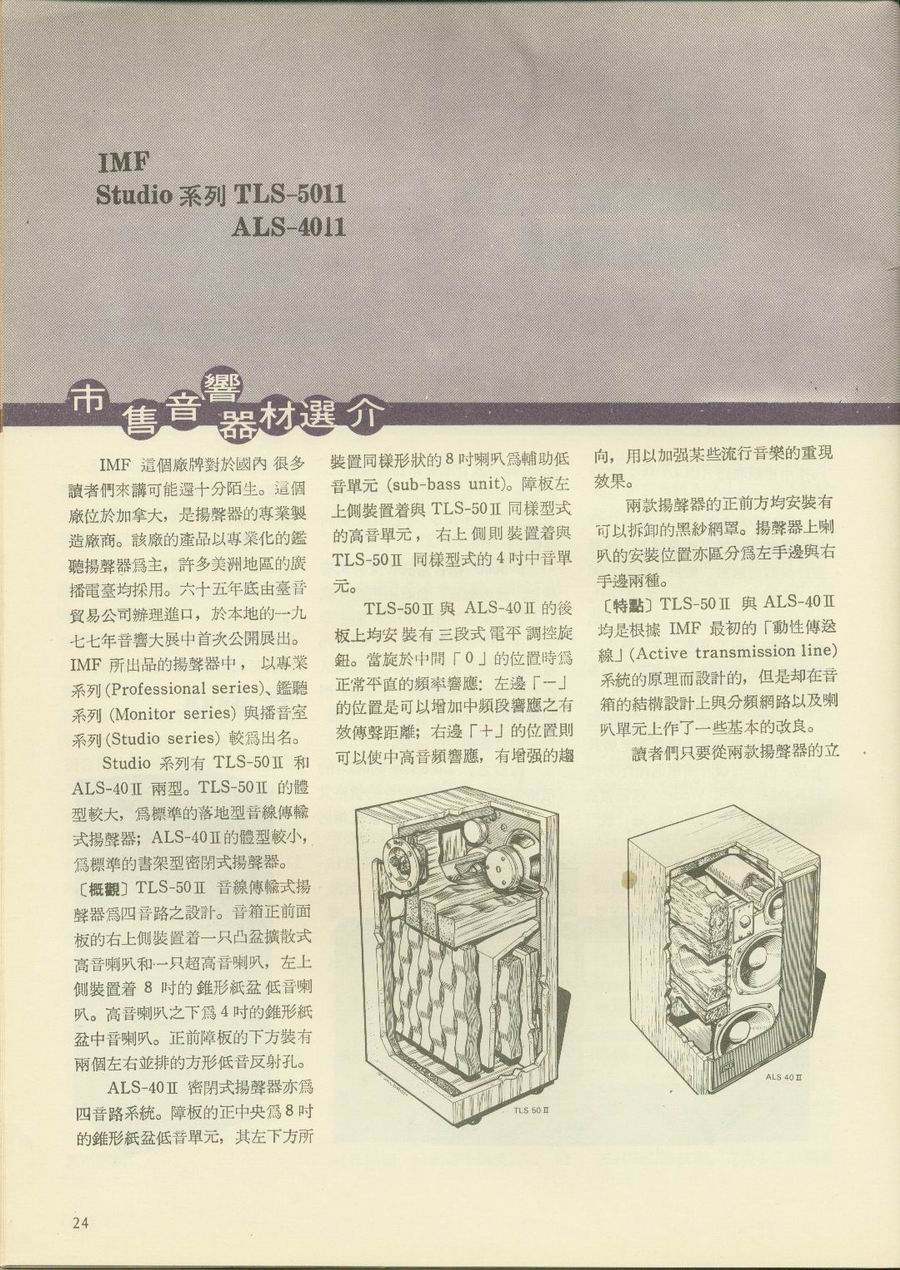 IMF
Studio 系列 TLS-5011
ALS-4011
市售音響器材選介
IMF 這個廠牌對於國內很多
讀者們來講可能還十分陌生。這個
廠位於加拿大，是揚聲器的專業製
造廠商。該廠的產品以專業化的鑑
聽揚聲器爲主，許多美洲地區的廣
播電臺均採用。六十五年底由臺音
貿易公司辦理進口，於本地的一九
七七年音響大展中首次公開展出。
IMF 所出品的揚聲器中，以專業
系列(Professional series)、鑑聽
系列 (Monitor series) 與播音室
系列(Studio series) 較爲出名。
Studio 系列有 TLS-50Ⅱ 和
ALS-40Ⅱ 兩型。TLS-50Ⅱ 的體
型較大，爲標準的落地型音線傳輸
式揚聲器；ALS-40Ⅱ的體型較小，
爲標準的書架型密閉式揚聲器。
〔概觀〕TLS-50Ⅱ 音線傳輸式揚
聲器爲四音路之設計。音箱正前面
板的右上側裝置着一只凸盆擴散式
高音喇叭和一只超高音喇叭，左上
側裝置着 8 吋的錐形紙盆低音喇
叭。高音喇叭之下爲 4 吋的錐形紙
盆中音喇叭。正前障板的下方裝有
兩個左右並排的方形低音反射孔。
ALS-40Ⅱ 密閉式揚聲器亦爲
四音路系統。障板的正中央爲 8 吋
的錐形紙盆低音單元，其左下方所
裝置同樣形狀的 8 吋喇叭爲輔助低
音單元 (sub-bass unit)。障板左
上側裝置着與 TLS-50Ⅱ 同樣型式
的高音單元，右上側則裝置着與
TLS-50Ⅱ 同樣型式的 4 吋中音單
元。
TLS-50Ⅱ 與 ALS-40Ⅱ 的後
板上均安裝有三段式電平調控旋
鈕。當旋於中間「0」的位置時爲
正常平直的頻率響應：左邊「－」
的位置是可以增加中頻段響應之有
效傳聲距離；右邊「＋」的位置則
可以使中高音頻響應，有增强的趨
向，用以加强某些流行音樂的重現
效果。
兩款揚聲器的正前方均安裝有
可以拆卸的黑紗網罩。揚聲器上喇
叭的安裝位置亦區分爲左手邊與右
手邊兩種。
〔特點〕TLS-50Ⅱ 與 ALS-40Ⅱ
均是根據 IMF 最初的「動性傳送
線」(Active transmission line)
系統的原理而設計的，但是却在音
箱的結構設計上與分頻網路以及喇
叭單元上作了一些基本的改良。
讀者們只要從兩款揚聲器的立
TLS 50 Ⅱ
ALS 40 Ⅱ
24